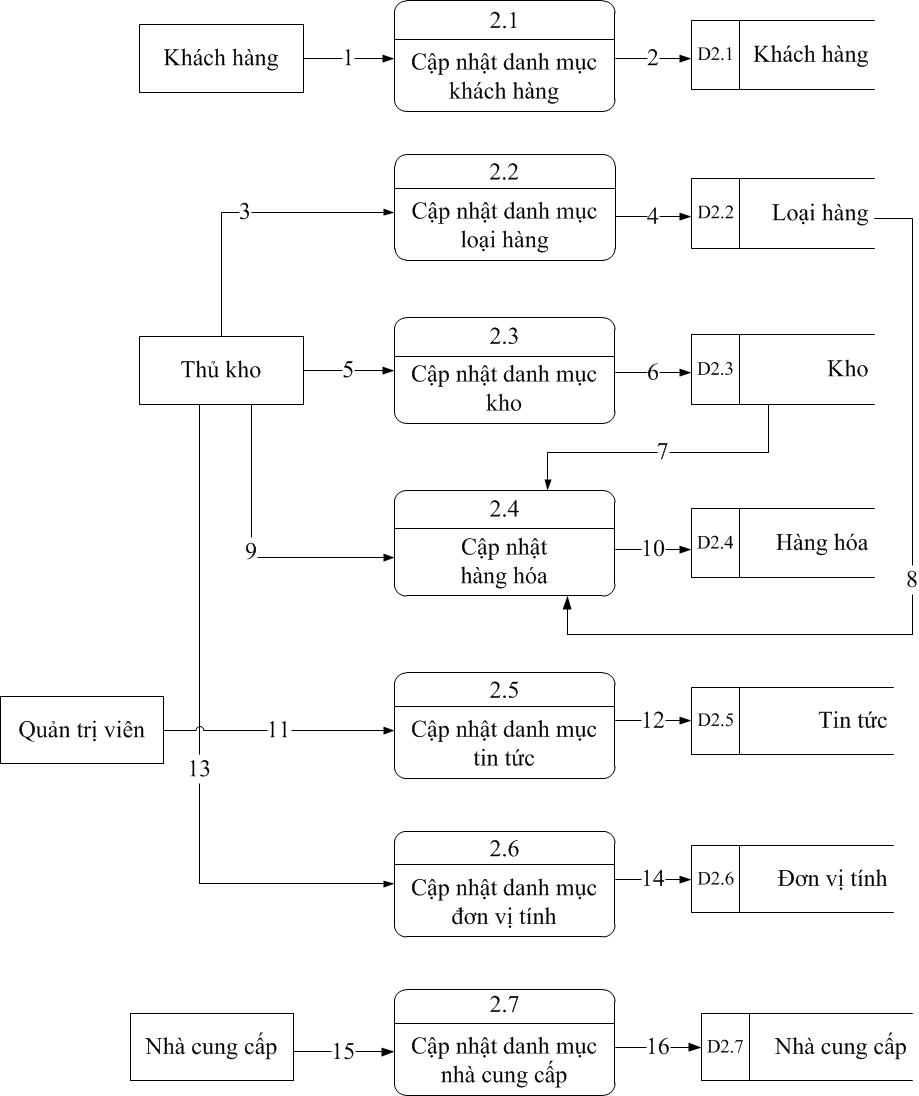 2.1
Khách hàng
1
Cập nhật danh mục
khách hàng
2
D2.1
Khách hàng
2.2
3
Cập nhật danh mục
loại hàng
4
D2.2
Loại hàng
2.3
Thủ kho
5
Cập nhật danh mục
kho
6
D2.3
Kho
7
2.4
9
Cập nhật
hàng hóa
10
D2.4
Hàng hóa
8
2.5
Quản trị viên
11
Cập nhật danh mục
tin tức
12
D2.5
Tin tức
13
2.6
Cập nhật danh mục
đơn vị tính
14
D2.6
Đơn vị tính
2.7
Nhà cung cấp
15
Cập nhật danh mục
nhà cung cấp
16
D2.7
Nhà cung cấp